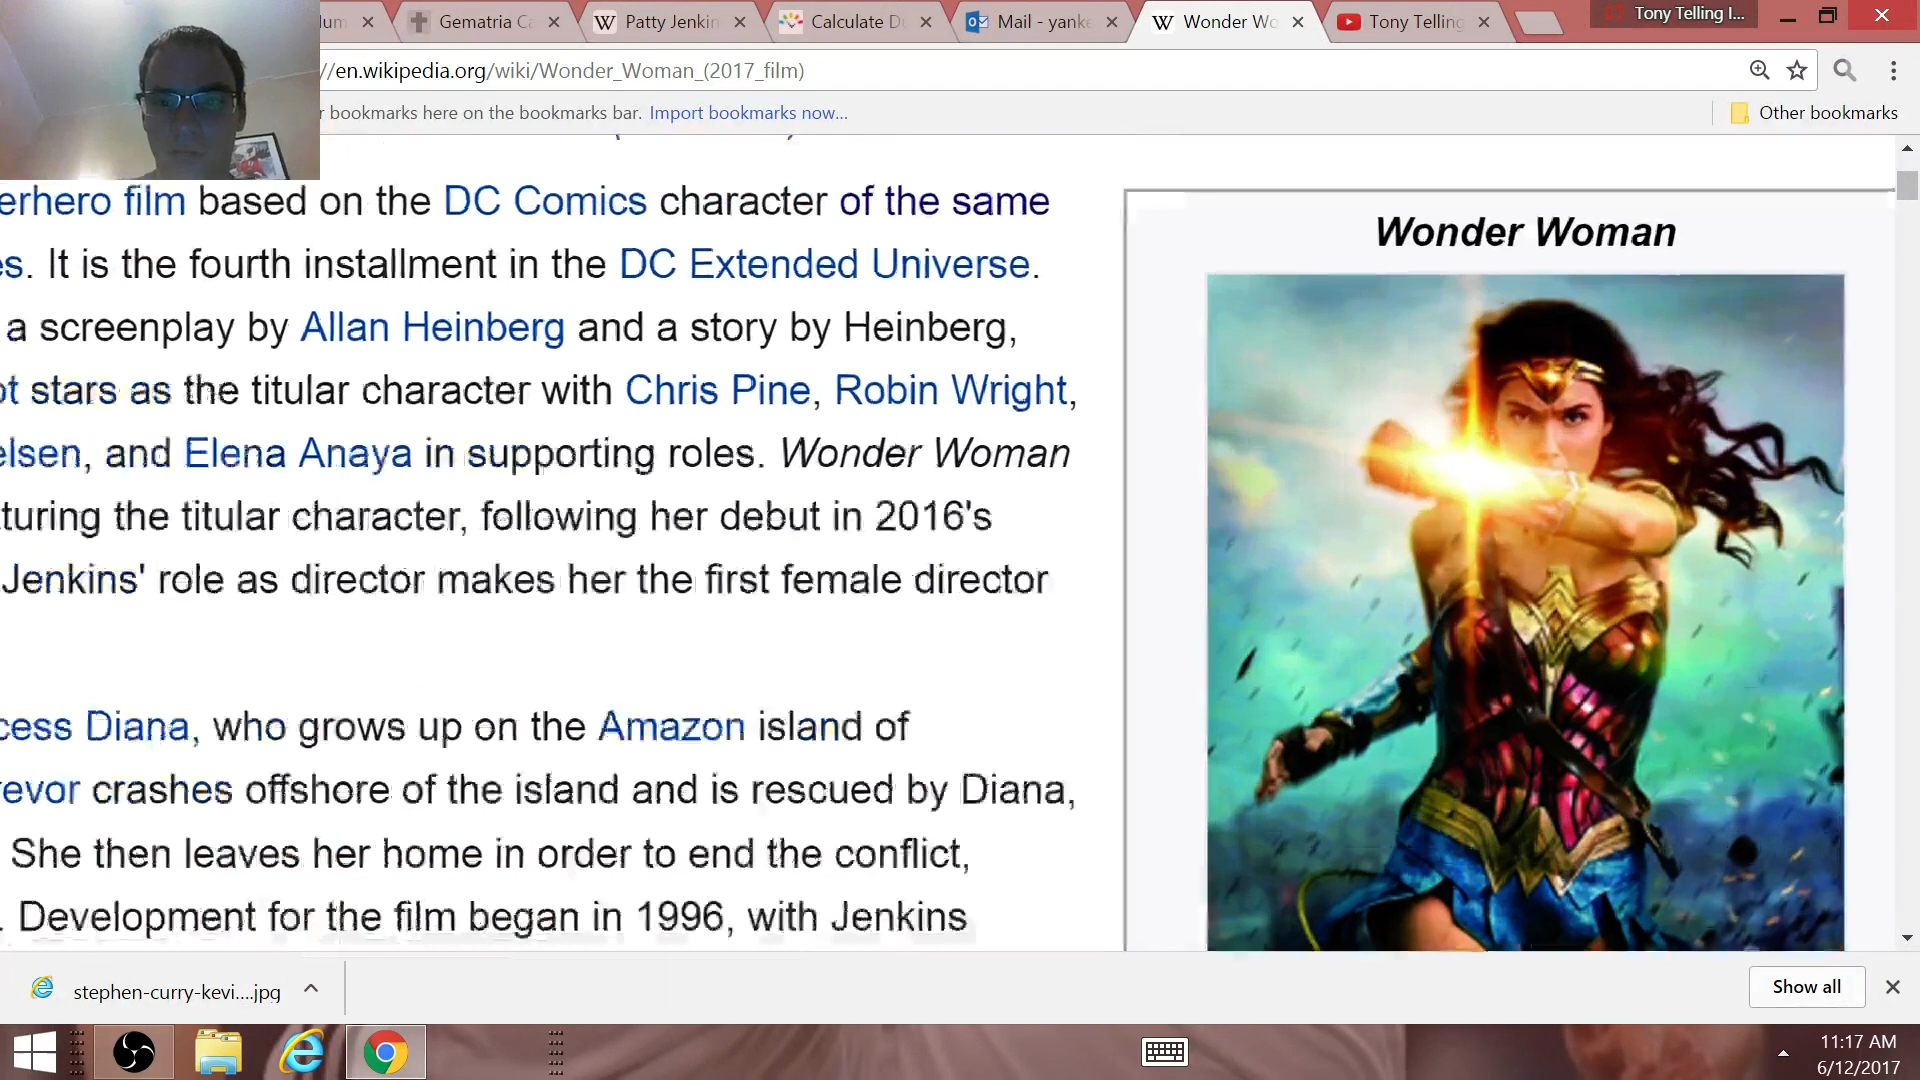 lum
Gematria Ca
Patty Jenkin
Calculate Du
Mail - yanke
Wonder Wo
Tony Telling
Tony Telling I...
//en.wikipedia.org/wiki/Wonder_Woman_(2017_film)
r bookmarks here on the bookmarks bar. Import bookmarks now...
Other bookmarks
erhero film based on the DC Comics character of the same
es. It is the fourth installment in the DC Extended Universe.
a screenplay by Allan Heinberg and a story by Heinberg,
ot stars as the titular character with Chris Pine, Robin Wright,
elsen, and Elena Anaya in supporting roles. Wonder Woman
turing the titular character, following her debut in 2016's
Jenkins' role as director makes her the first female director
cess Diana, who grows up on the Amazon island of
revor crashes offshore of the island and is rescued by Diana,
She then leaves her home in order to end the conflict,
. Development for the film began in 1996, with Jenkins
Wonder Woman
stephen-curry-kevi....jpg
Show all
11:17 AM
6/12/2017